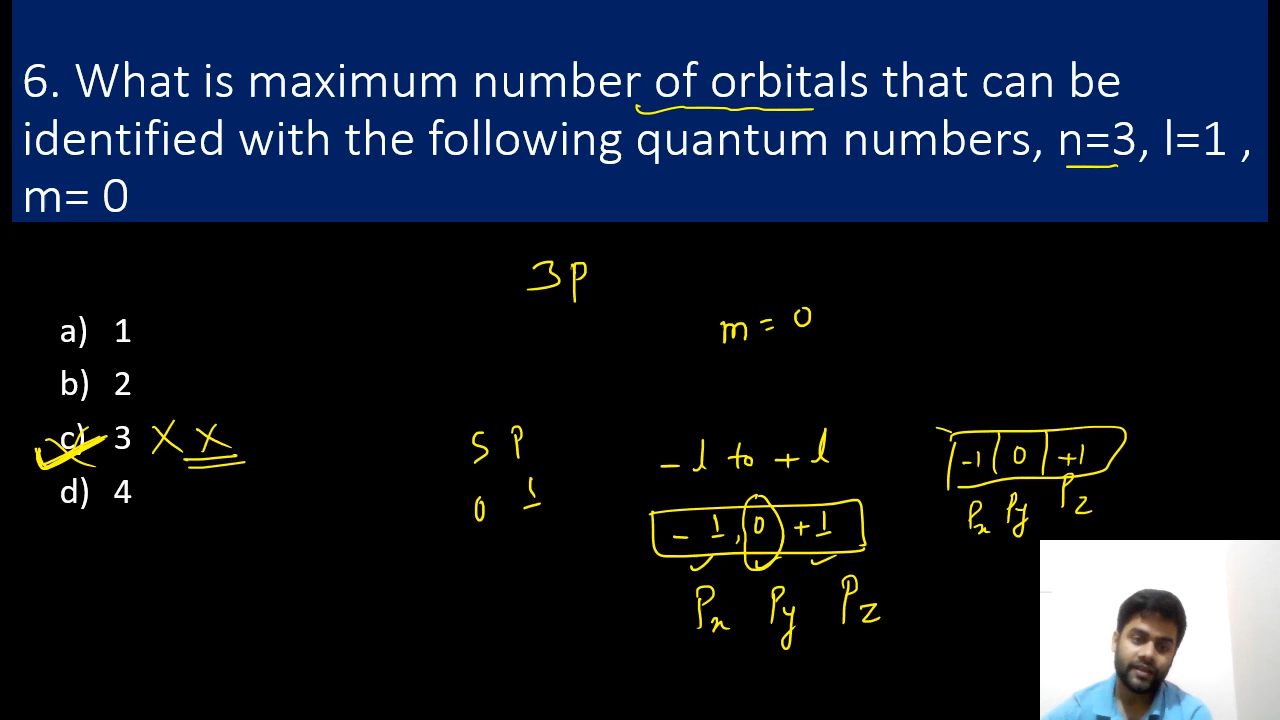 6. What is maximum number of orbitals that can be
identified with the following quantum numbers, n=3, l=1 ,
m= 0
3p
m = 0
a) 1
b) 2
c) 3 X X
d) 4
S P
0 1
- l to + l
- 1, 0 + 1
Px Py Pz
-1 0 +1
Px Py Pz